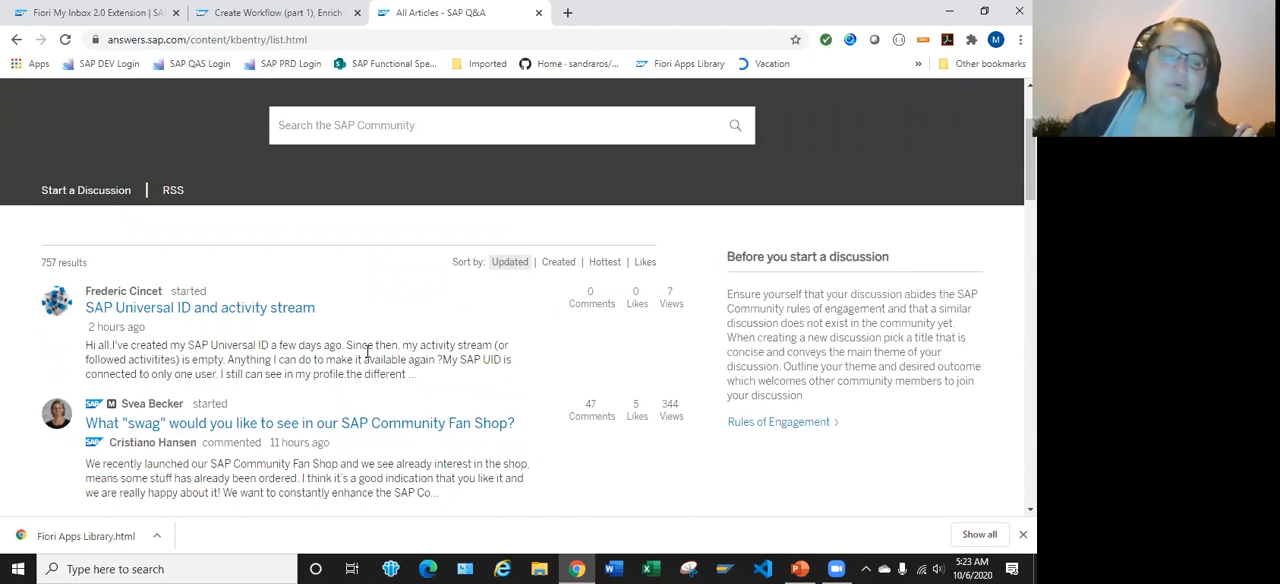 Fiori My Inbox 2.0 Extension | SA
Create Workflow (part 1), Enrich
All Articles - SAP Q&A
answers.sap.com/content/kbentry/list.html
Apps
SAP DEV Login
SAP QAS Login
SAP PRD Login
SAP Functional Spe...
Imported
Home - sandraros/...
Fiori Apps Library
Vacation
»
Other bookmarks
Search the SAP Community
Start a Discussion | RSS
757 results
Sort by: Updated | Created | Hottest | Likes
Frederic Cincet started
SAP Universal ID and activity stream
2 hours ago
0 Comments
0 Likes
7 Views
Hi all,I've created my SAP Universal ID a few days ago. Since then, my activity stream (or
followed activitites) is empty. Anything I can do to make it available again ?My SAP UID is
connected to only one user. I still can see in my profile.the different ...
SAP M Svea Becker started
What "swag" would you like to see in our SAP Community Fan Shop?
SAP Cristiano Hansen commented 11 hours ago
47 Comments
5 Likes
344 Views
We recently launched our SAP Community Fan Shop and we see already interest in the shop,
means some stuff has already been ordered. I think it`s a good indication that you like it and
we are really happy about it! We want to constantly enhance the SAP Co...
Before you start a discussion
Ensure yourself that your discussion abides the SAP
Community rules of engagement and that a similar
discussion does not exist in the community yet.
When creating a new discussion pick a title that is
concise and conveys the main theme of your
discussion. Outline your theme and desired outcome
which welcomes other community members to join
your discussion
Rules of Engagement >
Fiori Apps Library.html
Show all
Type here to search
5:23 AM
10/6/2020